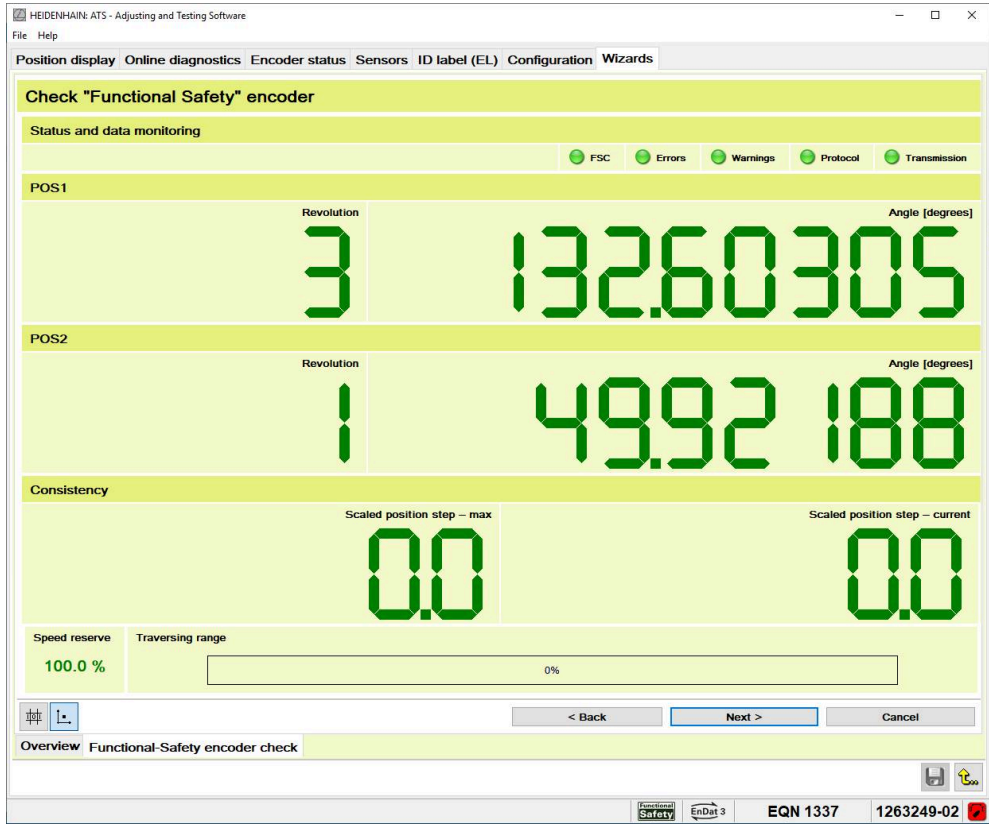 HEIDENHAIN: ATS - Adjusting and Testing Software
File Help
Position display Online diagnostics Encoder status Sensors ID label (EL) Configuration Wizards
Check "Functional Safety" encoder
Status and data monitoring
FSC Errors Warnings Protocol Transmission
POS1
Revolution Angle [degrees]
3 132.60305
POS2
Revolution Angle [degrees]
1 49.92188
Consistency
Scaled position step – max Scaled position step – current
0.0 0.0
Speed reserve Traversing range
100.0 % 0%
< Back Next > Cancel
Overview Functional-Safety encoder check
Functional Safety EnDat 3 EQN 1337 1263249-02